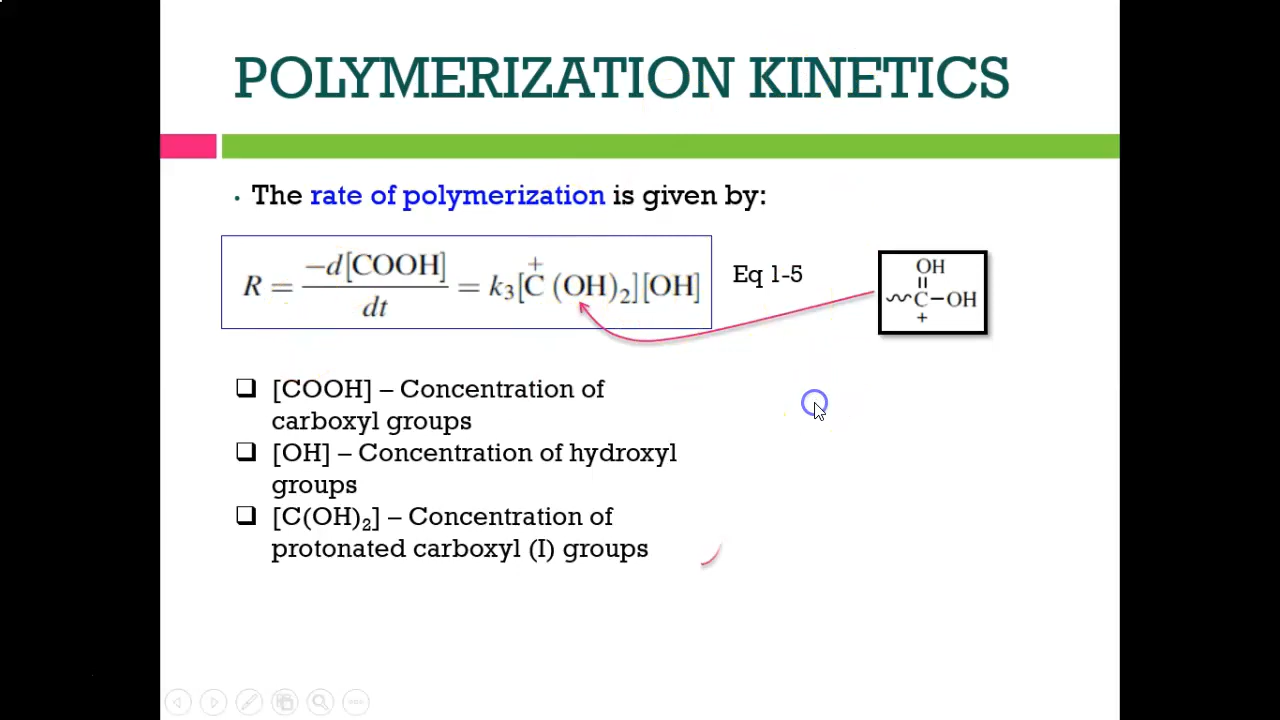 POLYMERIZATION KINETICS
• The rate of polymerization is given by:
R = −d[COOH]/dt = k₃[C⁺(OH)₂][OH]
Eq 1-5
OH
C–OH
+
❑ [COOH] – Concentration of
carboxyl groups
❑ [OH] – Concentration of hydroxyl
groups
❑ [C(OH)₂] – Concentration of
protonated carboxyl (I) groups